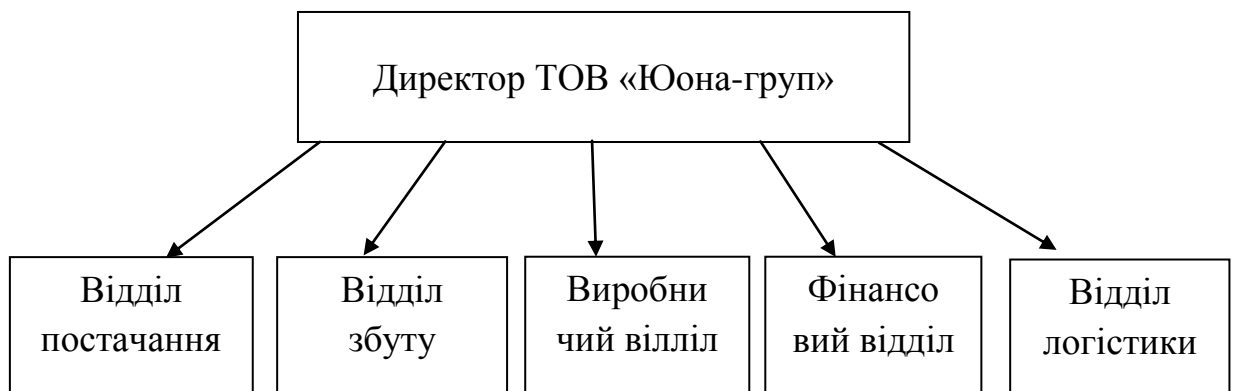 Директор ТОВ «Юона-груп»
Відділ
постачання
Відділ
збуту
Виробни
чий вілліл
Фінансо
вий відділ
Відділ
логістики